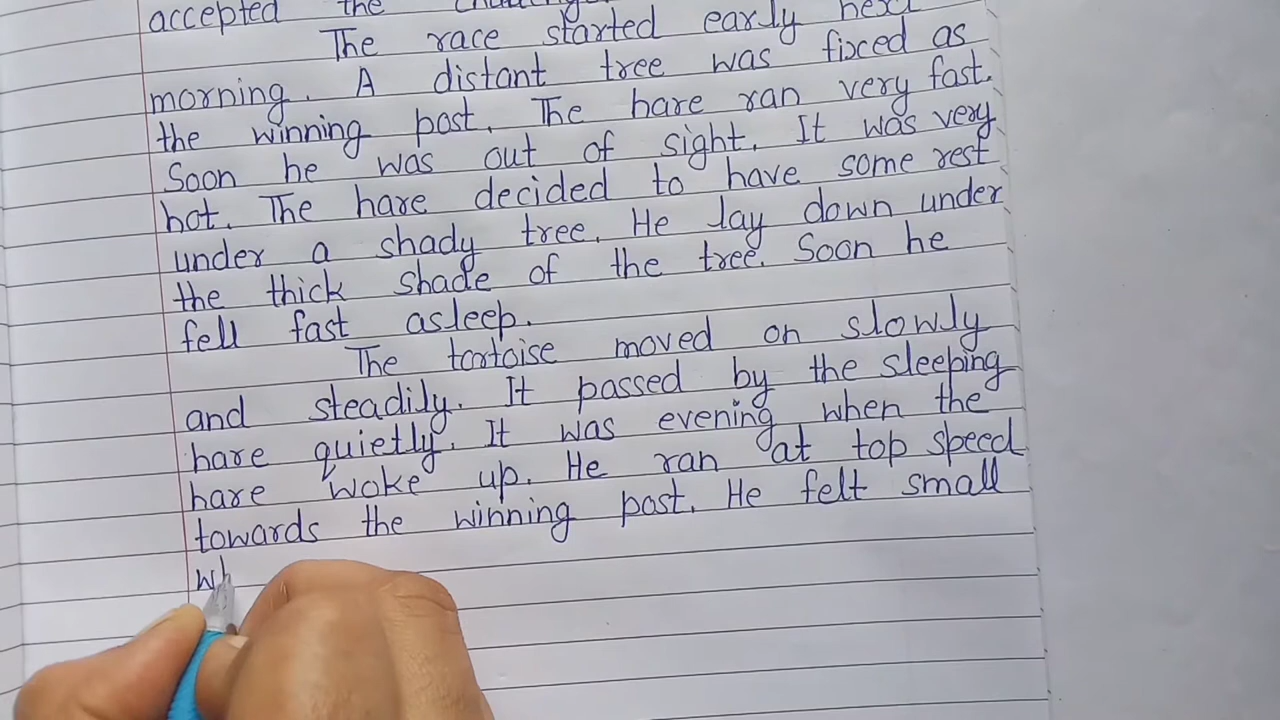 accepted the
The race started early next
morning. A distant tree was fixed as
the winning post. The hare ran very fast.
Soon he was out of sight. It was very
hot. The hare decided to have some rest
under a shady tree. He lay down under
the thick shade of the tree. Soon he
fell fast asleep.
The tortoise moved on slowly
and steadily. It passed by the sleeping
hare quietly. It was evening when the
hare woke up. He ran at top speed
towards the winning post. He felt small
wh